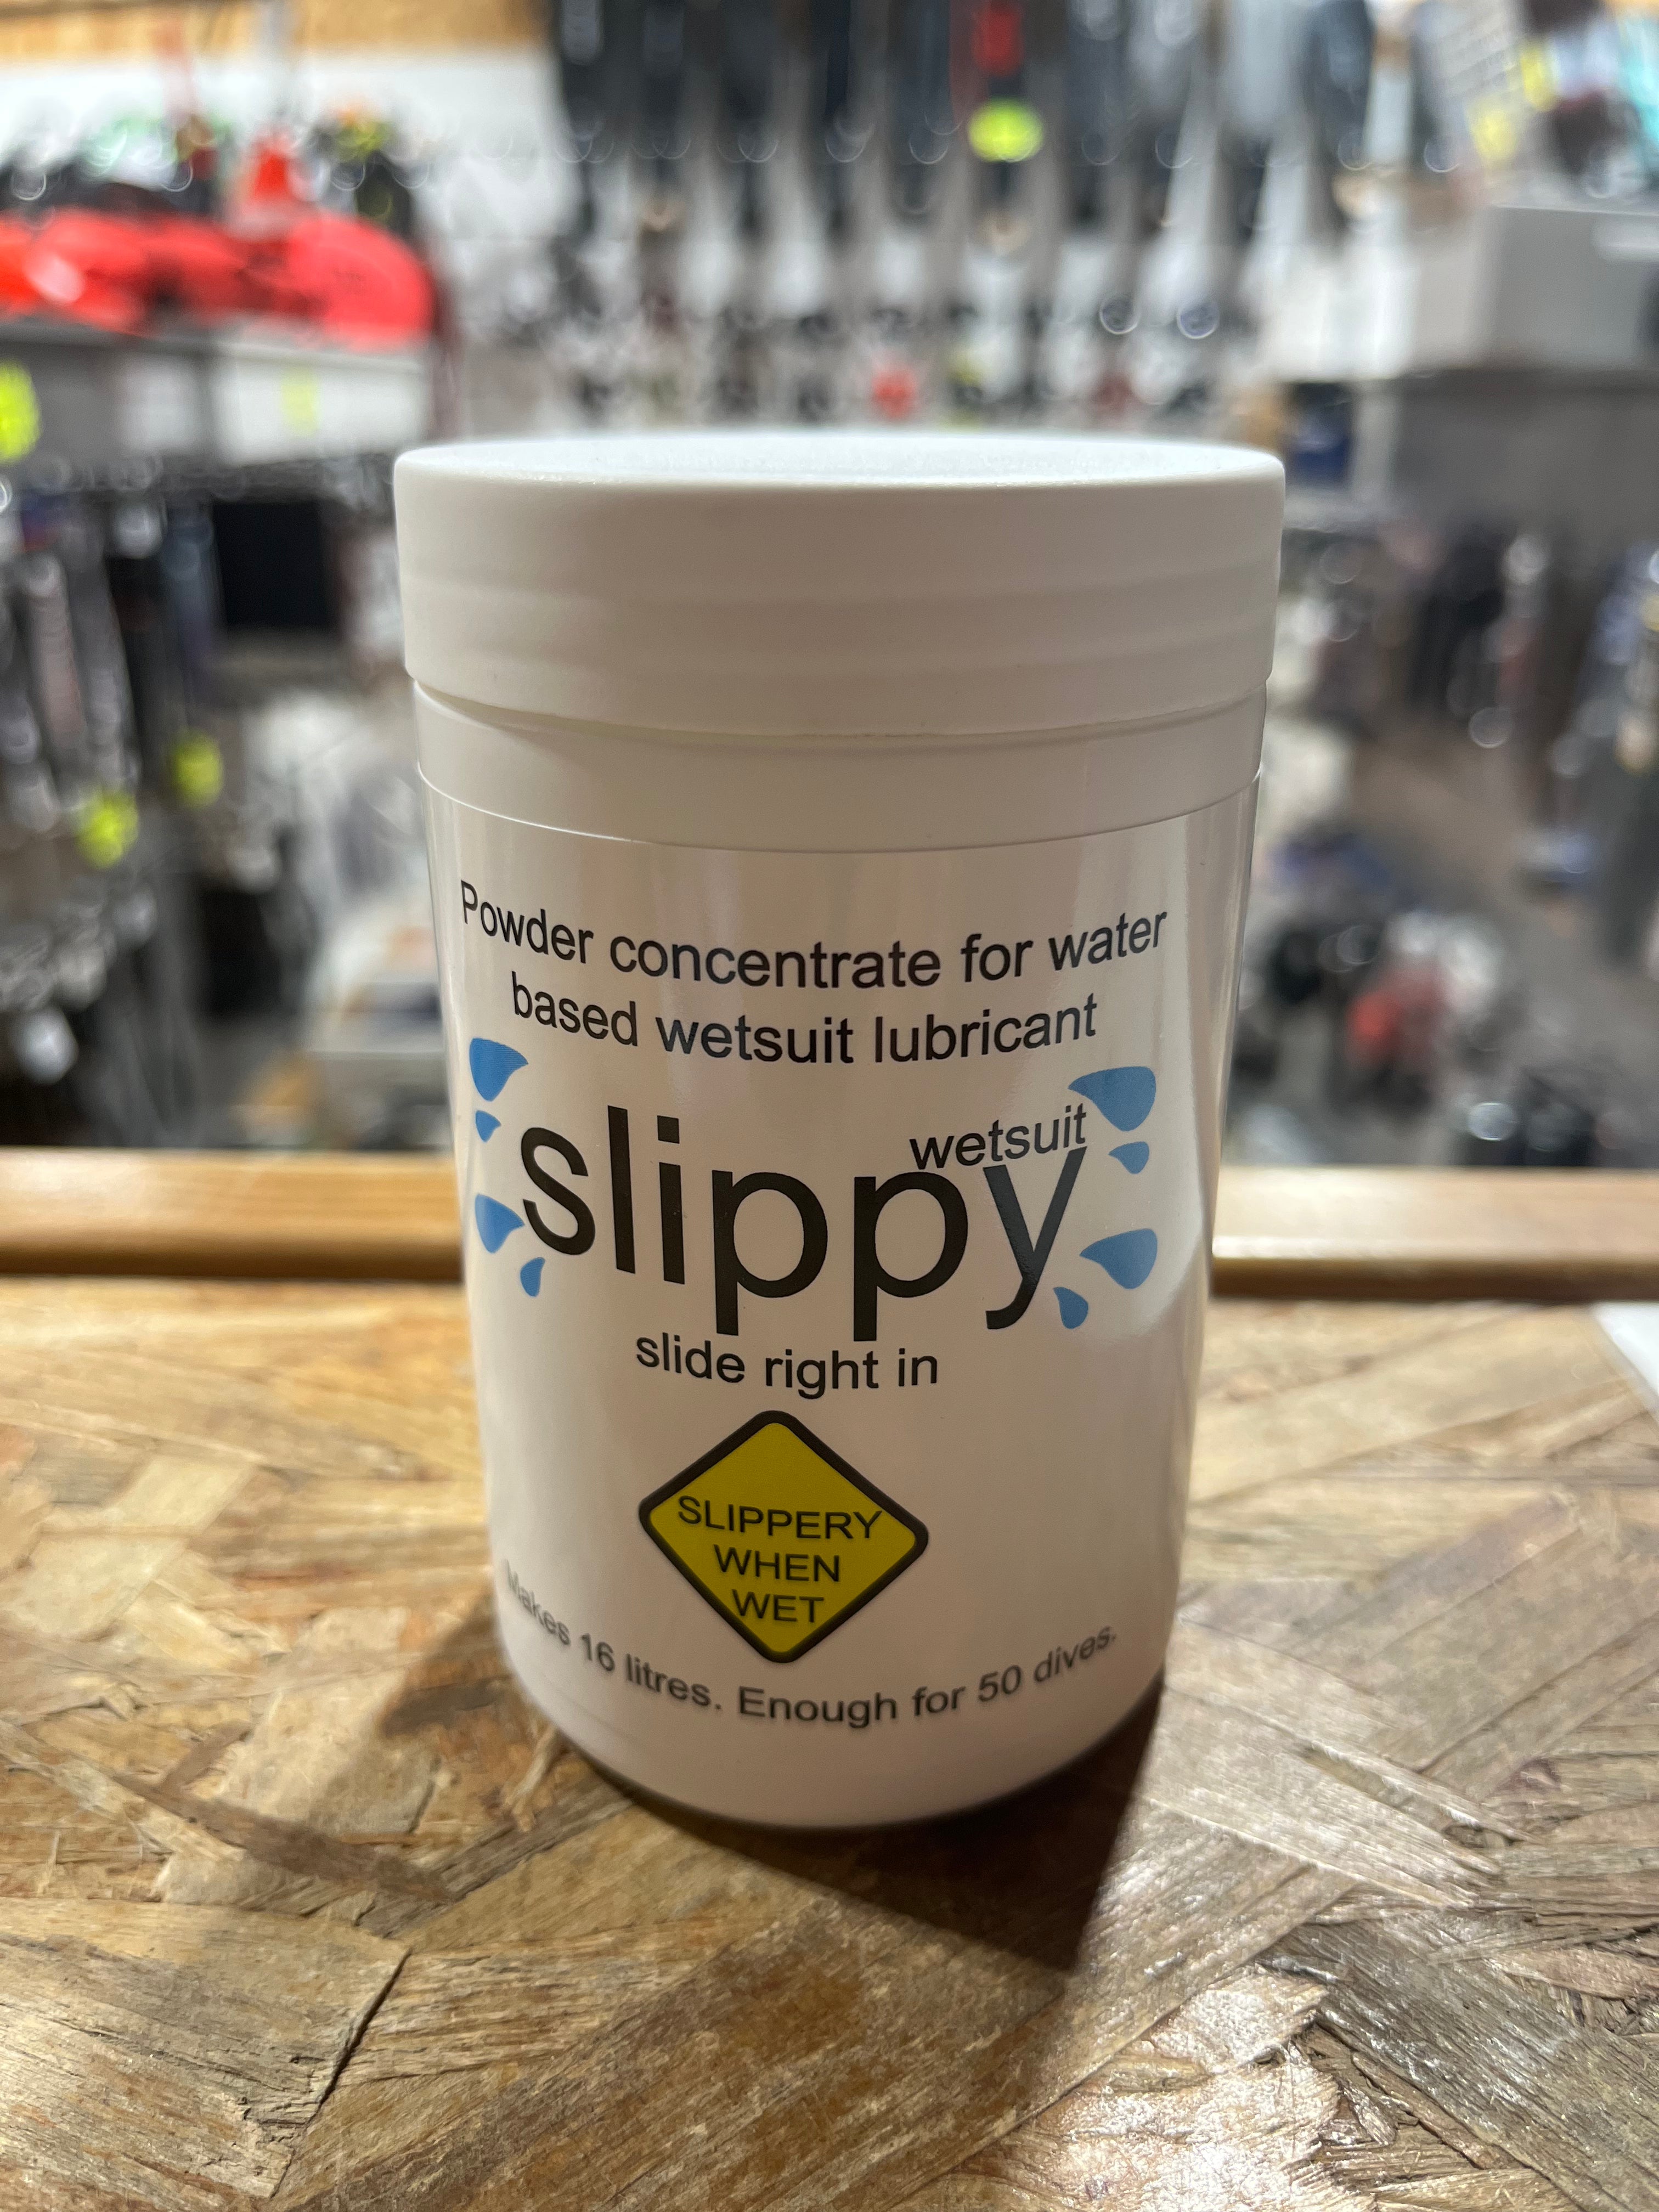 Powder concentrate for water
based wetsuit lubricant
wetsuit
slippy
slide right in
SLIPPERY
WHEN
WET
Makes 16 litres. Enough for 50 dives.